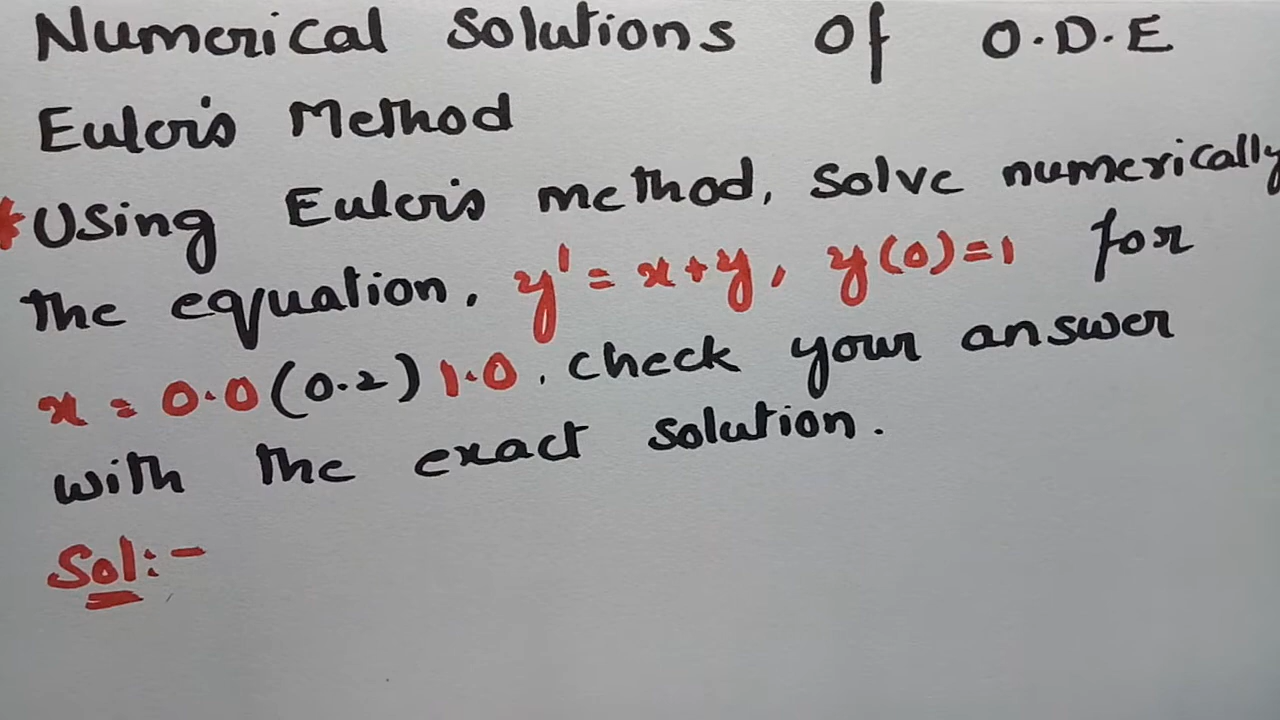 Numerical Solutions of O.D.E
Euler's Method
*Using Euler's method, solve numerically
the equation, y' = x+y, y(0)=1 for
x = 0.0(0.2)1.0. check your answer
with the exact solution.
Sol:-